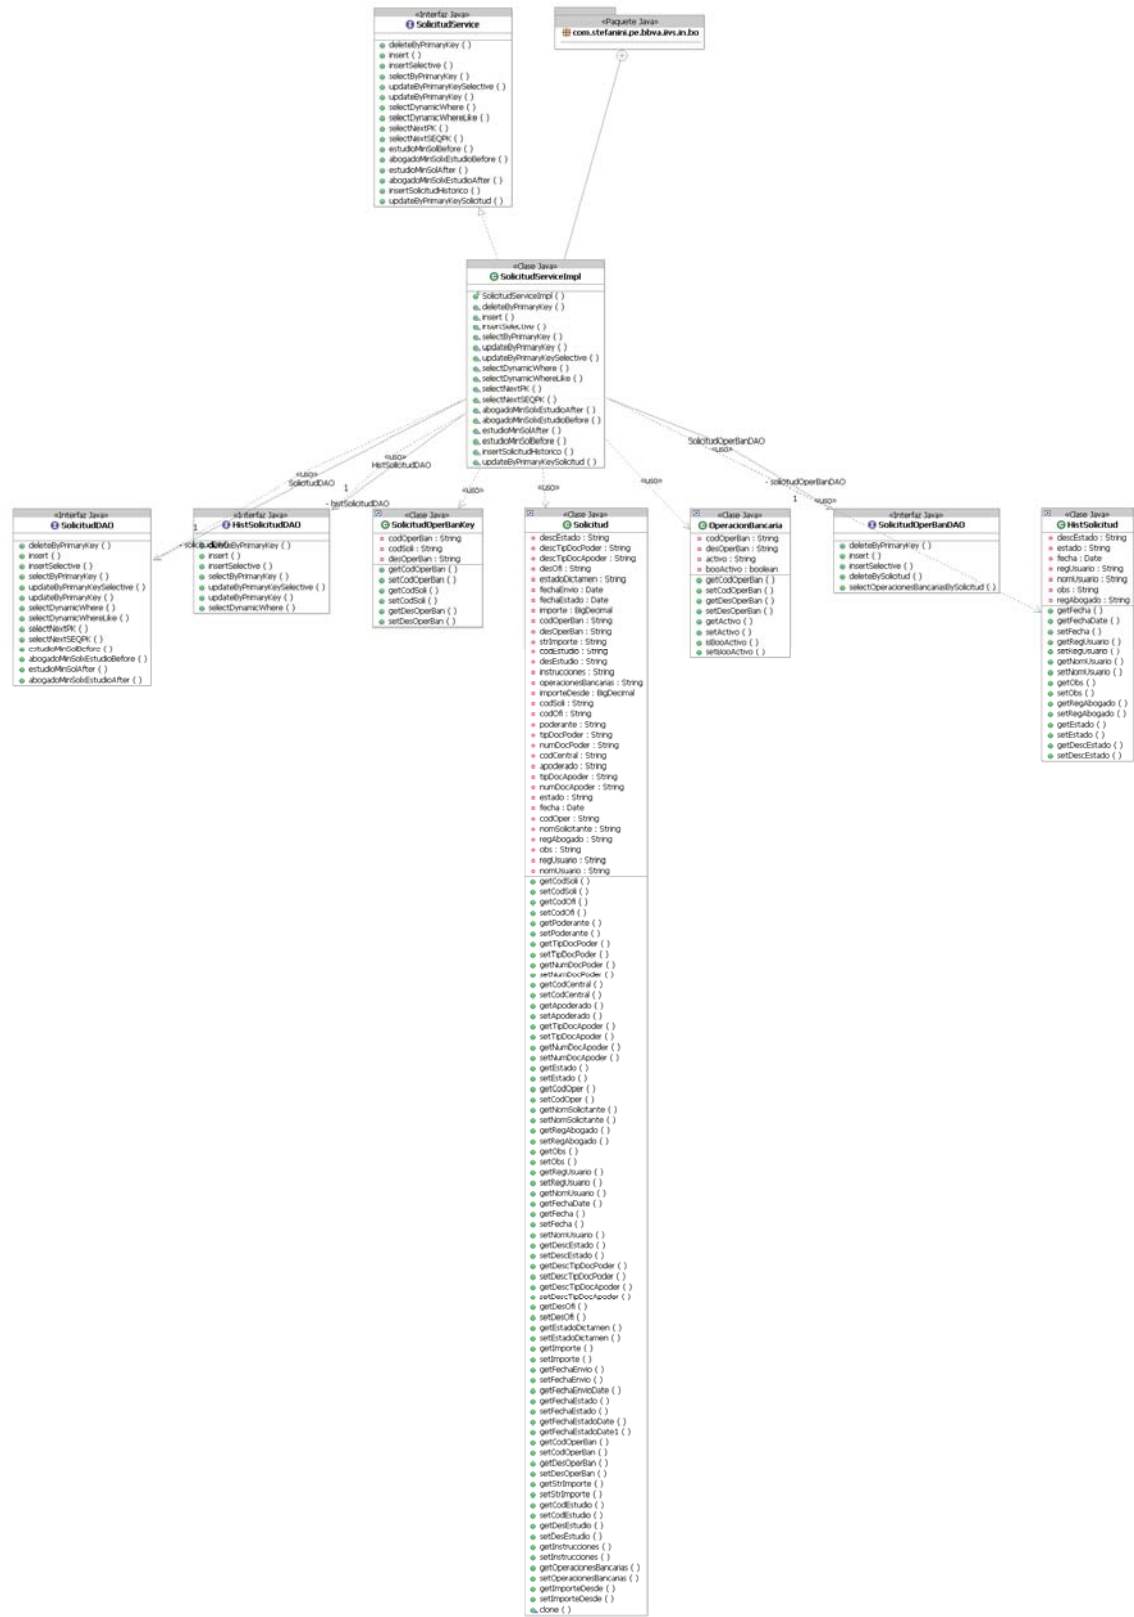 «Interfaz Java»
SolicitudService
deleteByPrimaryKey ( )
insert ( )
insertSelective ( )
selectByPrimaryKey ( )
updateByPrimaryKeySelective ( )
updateByPrimaryKey ( )
selectDynamicWhere ( )
selectDynamicWhereLike ( )
selectNextPK ( )
selectNextSEQPK ( )
estudioMinSolBefore ( )
abogadoMinSolxEstudioBefore ( )
estudioMinSolAfter ( )
abogadoMinSolxEstudioAfter ( )
insertSolicitudHistorico ( )
updateByPrimaryKeySolicitud ( )
«Paquete Java»
com.stefanini.pe.bbva.iivs.in.bo
«Clase Java»
SolicitudServiceImpl
SolicitudServiceImpl ( )
deleteByPrimaryKey ( )
insert ( )
insertSelective ( )
selectByPrimaryKey ( )
updateByPrimaryKey ( )
updateByPrimaryKeySelective ( )
selectDynamicWhere ( )
selectDynamicWhereLike ( )
selectNextPK ( )
selectNextSEQPK ( )
abogadoMinSolxEstudioAfter ( )
abogadoMinSolxEstudioBefore ( )
estudioMinSolAfter ( )
estudioMinSolBefore ( )
insertSolicitudHistorico ( )
updateByPrimaryKeySolicitud ( )
«uso»
SolicitudDAO
1
- solicitudDAO
«uso»
HistSolicitudDAO
1
- histSolicitudDAO
«uso»
«uso»
«uso»
SolicitudOperBanDAO
«uso»
- solicitudOperBanDAO
1
«uso»
«Interfaz Java»
SolicitudDAO
deleteByPrimaryKey ( )
insert ( )
insertSelective ( )
selectByPrimaryKey ( )
updateByPrimaryKeySelective ( )
updateByPrimaryKey ( )
selectDynamicWhere ( )
selectDynamicWhereLike ( )
selectNextPK ( )
selectNextSEQPK ( )
estudioMinSolBefore ( )
abogadoMinSolxEstudioBefore ( )
estudioMinSolAfter ( )
abogadoMinSolxEstudioAfter ( )
«Interfaz Java»
HistSolicitudDAO
deleteByPrimaryKey ( )
insert ( )
insertSelective ( )
selectByPrimaryKey ( )
updateByPrimaryKeySelective ( )
updateByPrimaryKey ( )
selectDynamicWhere ( )
«Clase Java»
SolicitudOperBanKey
codOperBan : String
codSoli : String
desOperBan : String
getCodOperBan ( )
setCodOperBan ( )
getCodSoli ( )
setCodSoli ( )
getDesOperBan ( )
setDesOperBan ( )
«Clase Java»
Solicitud
descEstado : String
descTipDocPoder : String
descTipDocApoder : String
desOfi : String
estadoDictamen : String
fechaEnvio : Date
fechaEstado : Date
importe : BigDecimal
codOperBan : String
desOperBan : String
strImporte : String
codEstudio : String
desEstudio : String
instrucciones : String
operacionesBancarias : String
importeDesde : BigDecimal
codSoli : String
codOfi : String
poderante : String
tipDocPoder : String
numDocPoder : String
codCentral : String
apoderado : String
tipDocApoder : String
numDocApoder : String
estado : String
fecha : Date
codOper : String
nomSolicitante : String
regAbogado : String
obs : String
regUsuario : String
nomUsuario : String
getCodSoli ( )
setCodSoli ( )
getCodOfi ( )
setCodOfi ( )
getPoderante ( )
setPoderante ( )
getTipDocPoder ( )
setTipDocPoder ( )
getNumDocPoder ( )
setNumDocPoder ( )
getCodCentral ( )
setCodCentral ( )
getApoderado ( )
setApoderado ( )
getTipDocApoder ( )
setTipDocApoder ( )
getNumDocApoder ( )
setNumDocApoder ( )
getEstado ( )
setEstado ( )
getCodOper ( )
setCodOper ( )
getNomSolicitante ( )
setNomSolicitante ( )
getRegAbogado ( )
setRegAbogado ( )
getObs ( )
setObs ( )
getRegUsuario ( )
setRegUsuario ( )
getNomUsuario ( )
getFechaDate ( )
getFecha ( )
setFecha ( )
setNomUsuario ( )
getDescEstado ( )
setDescEstado ( )
getDescTipDocPoder ( )
setDescTipDocPoder ( )
getDescTipDocApoder ( )
setDescTipDocApoder ( )
getDesOfi ( )
setDesOfi ( )
getEstadoDictamen ( )
setEstadoDictamen ( )
getImporte ( )
setImporte ( )
getFechaEnvio ( )
setFechaEnvio ( )
getFechaEnvioDate ( )
getFechaEstado ( )
setFechaEstado ( )
getFechaEstadoDate ( )
getFechaEstadoDate1 ( )
getCodOperBan ( )
setCodOperBan ( )
getDesOperBan ( )
setDesOperBan ( )
getStrImporte ( )
setStrImporte ( )
getCodEstudio ( )
setCodEstudio ( )
getDesEstudio ( )
setDesEstudio ( )
getInstrucciones ( )
setInstrucciones ( )
getOperacionesBancarias ( )
setOperacionesBancarias ( )
getImporteDesde ( )
setImporteDesde ( )
clone ( )
«Clase Java»
OperacionBancaria
codOperBan : String
desOperBan : String
activo : String
booActivo : boolean
getCodOperBan ( )
setCodOperBan ( )
getDesOperBan ( )
setDesOperBan ( )
getActivo ( )
setActivo ( )
isBooActivo ( )
setBooActivo ( )
«Interfaz Java»
SolicitudOperBanDAO
deleteByPrimaryKey ( )
insert ( )
insertSelective ( )
deleteBySolicitud ( )
selectOperacionesBancariasBySolicitud ( )
«Clase Java»
HistSolicitud
descEstado : String
estado : String
fecha : Date
regUsuario : String
nomUsuario : String
obs : String
regAbogado : String
getFecha ( )
getFechaDate ( )
setFecha ( )
getRegUsuario ( )
setRegUsuario ( )
getNomUsuario ( )
setNomUsuario ( )
getObs ( )
setObs ( )
getRegAbogado ( )
setRegAbogado ( )
getEstado ( )
setEstado ( )
getDescEstado ( )
setDescEstado ( )